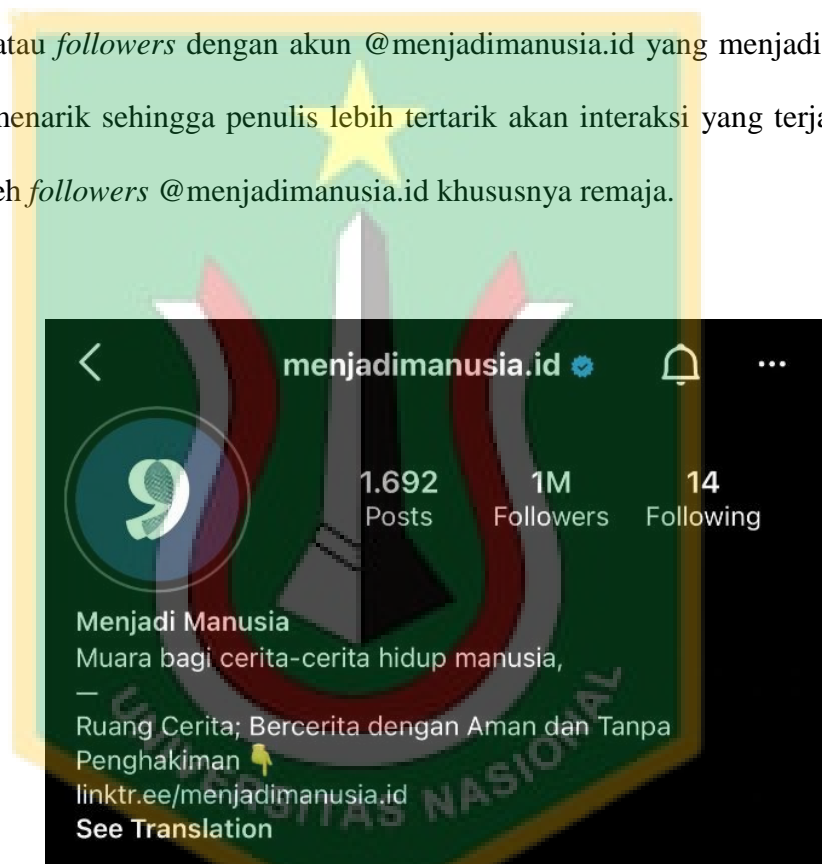 atau followers dengan akun @menjadimanusia.id yang menjadi
menarik sehingga penulis lebih tertarik akan interaksi yang
followers @menjadimanusia.id khususnya remaja.
menjadimanusia.id
1.692 1M 14
Posts Followers Following
Menjadi Manusia
Muara bagi cerita-cerita hidup manusia,
—
Ruang Cerita; Bercerita dengan Aman dan Tanpa
Penghakiman 👇
linktr.ee/menjadimanusia.id
See Translation
UNIVERSITAS NASIONAL